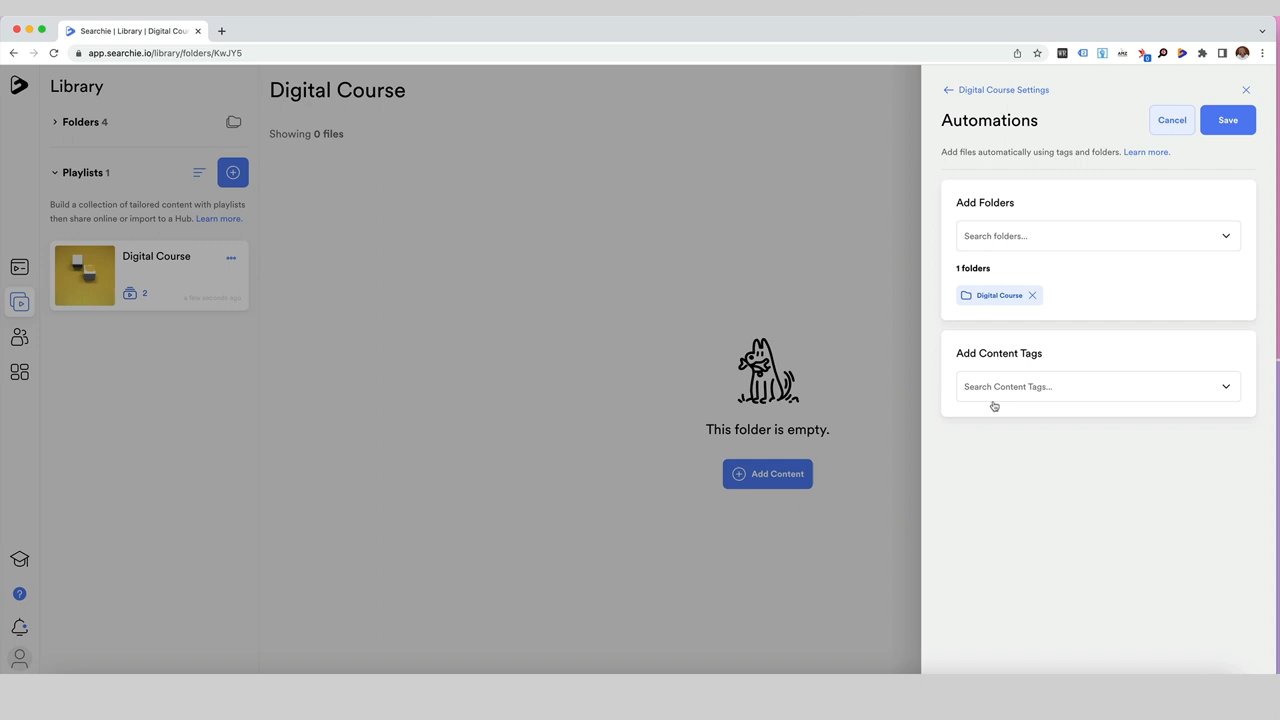 Searchie | Library | Digital Cou
app.searchie.io/library/folders/KwJY5
Library
Folders 4
Playlists 1
Build a collection of tailored content with playlists
then share online or import to a Hub. Learn more.
Digital Course
2
a few seconds ago
Digital Course
Showing 0 files
This folder is empty.
Add Content
Digital Course Settings
Automations
Cancel
Save
Add files automatically using tags and folders. Learn more.
Add Folders
Search folders...
1 folders
Digital Course
Add Content Tags
Search Content Tags...